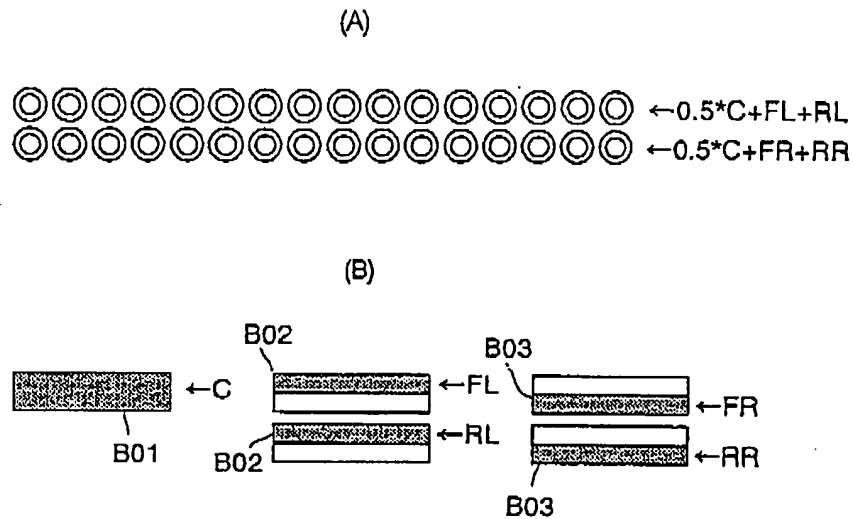 (A)
←0.5*C+FL+RL
←0.5*C+FR+RR
(B)
B02
B03
←C
←FL
←FR
B01
B02
←RL
←RR
B03